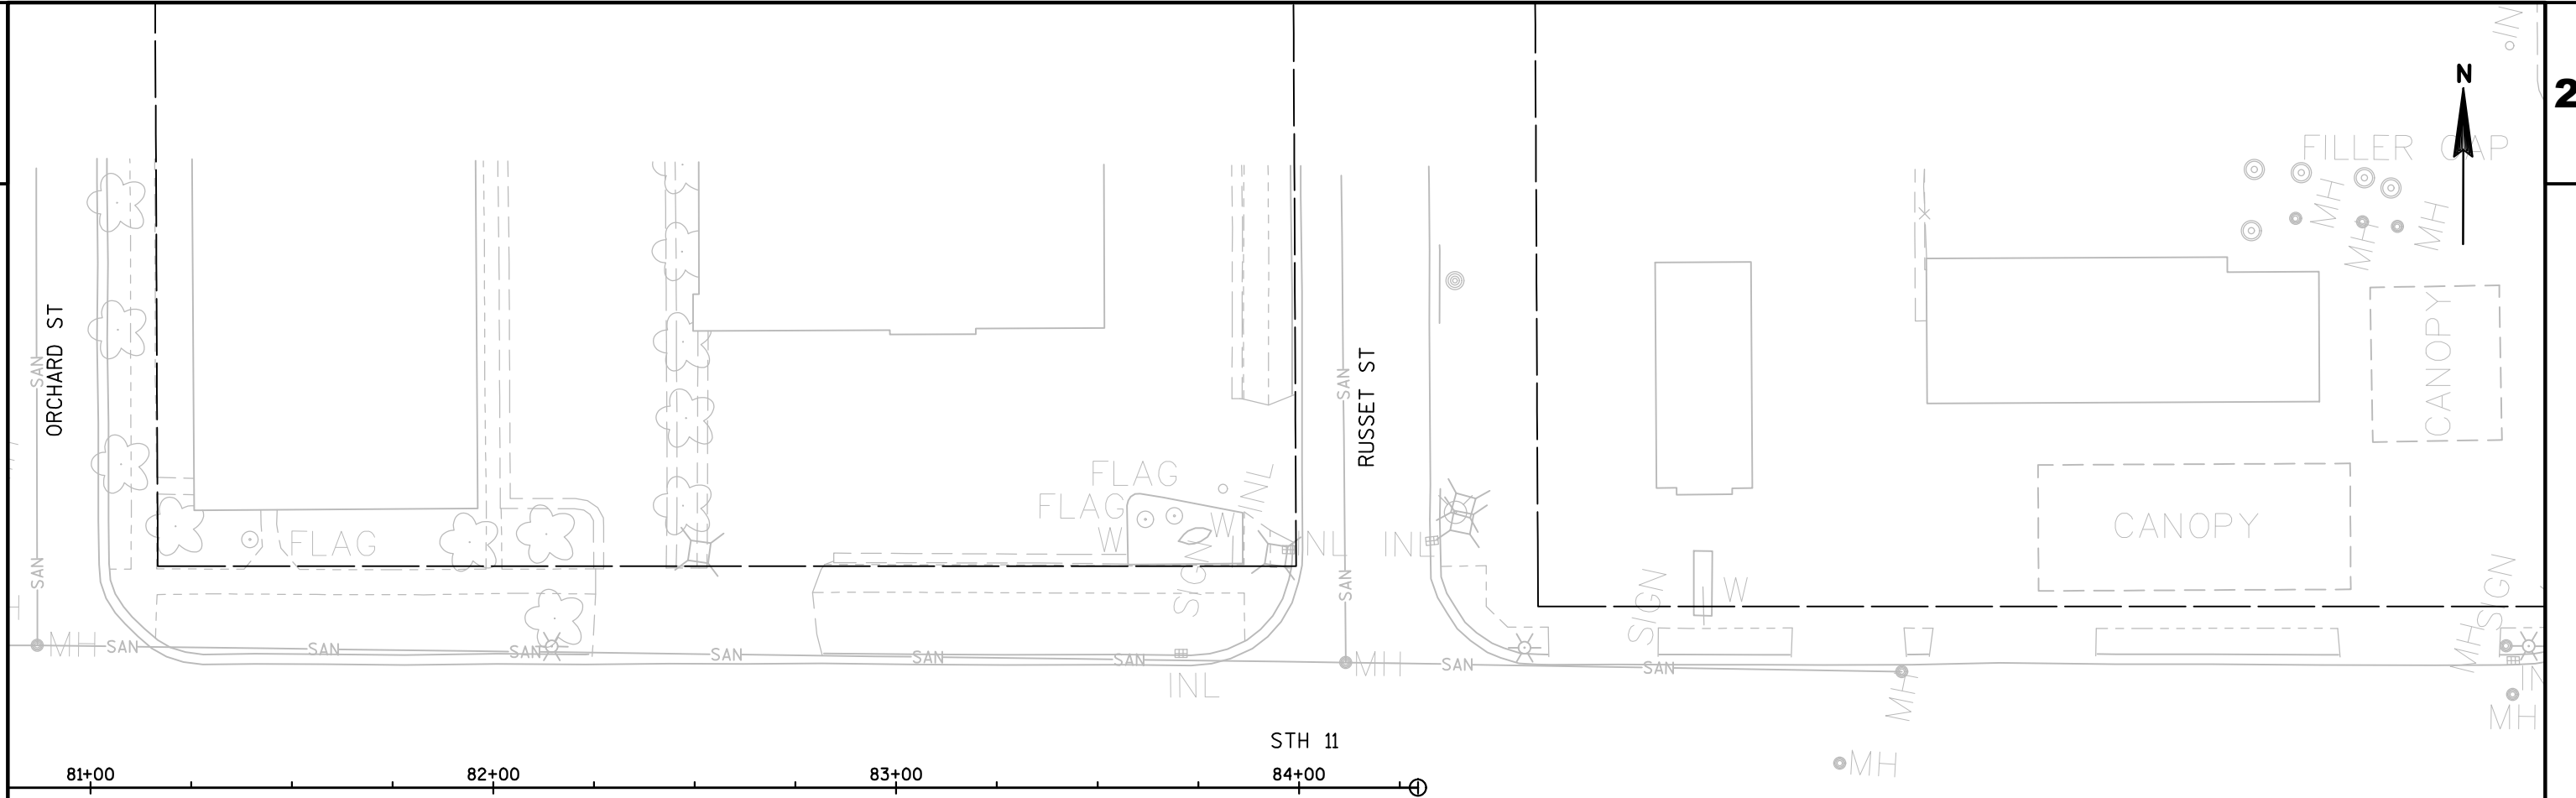 N
2
FILLER CAP
MH
MH
MH
ORCHARD ST
SAN
SAN
RUSSET ST
SAN
SAN
CANOPY
CANOPY
FLAG
FLAG
FLAG
W
W
SIGN
INL
INL
INL
SIGN
W
SIGN
MH
SAN
SAN
SAN
SAN
SAN
SAN
MH
SAN
SAN
INL
MH
MH
MH
MH
STH 11
81+00
82+00
83+00
84+00